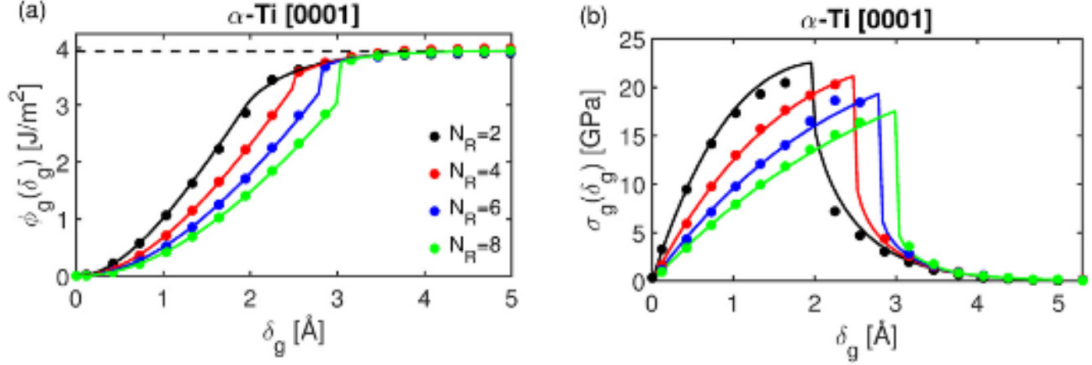 (a)
α-Ti [0001]
ϕg(δg) [J/m²]
4
3
2
1
0
NR=2
NR=4
NR=6
NR=8
0 1 2 3 4 5
δg [Å]
(b)
α-Ti [0001]
σg(δg) [GPa]
25
20
15
10
5
0
0 1 2 3 4 5
δg [Å]